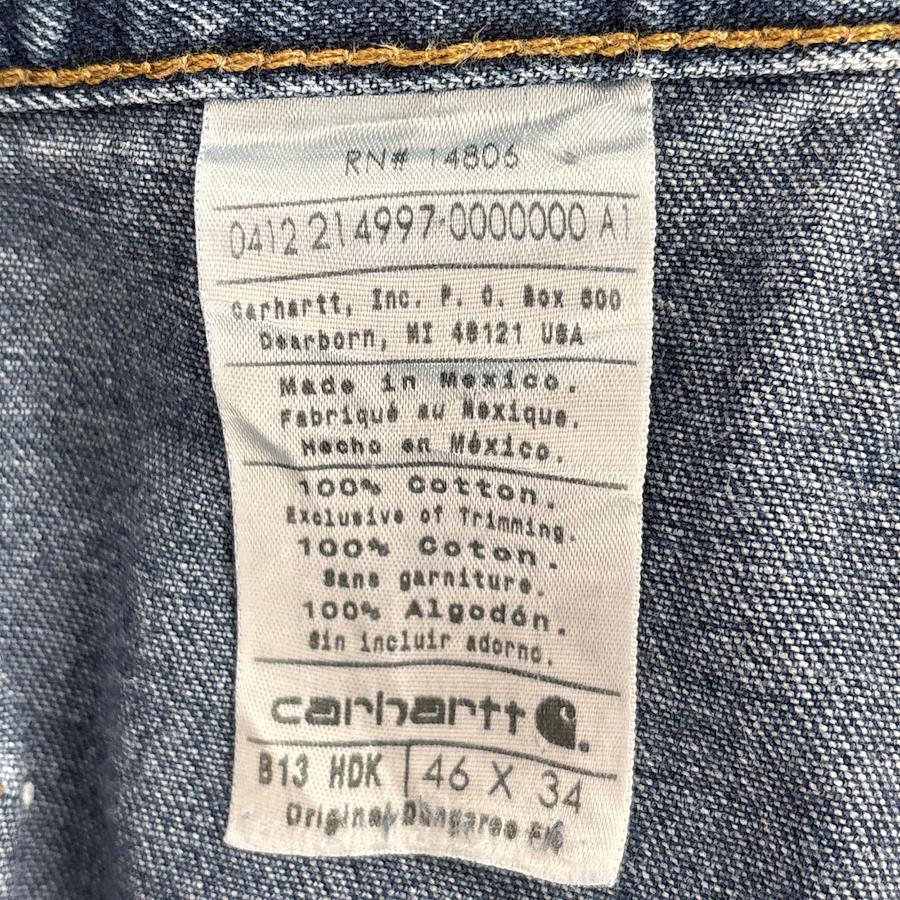 RN# 14806
0412 214997-0000000 A1
Carhartt, Inc. P. O. Box 600
Dearborn, MI 48121 USA
Made in Mexico.
Fabriqué au Mexique.
Hecho en México.
100% Cotton.
Exclusive of Trimming.
100% Coton.
Sans garniture.
100% Algodón.
Sin incluir adorno.
carhartt
B13 HDK 46 X 34
Original Dungaree Fit